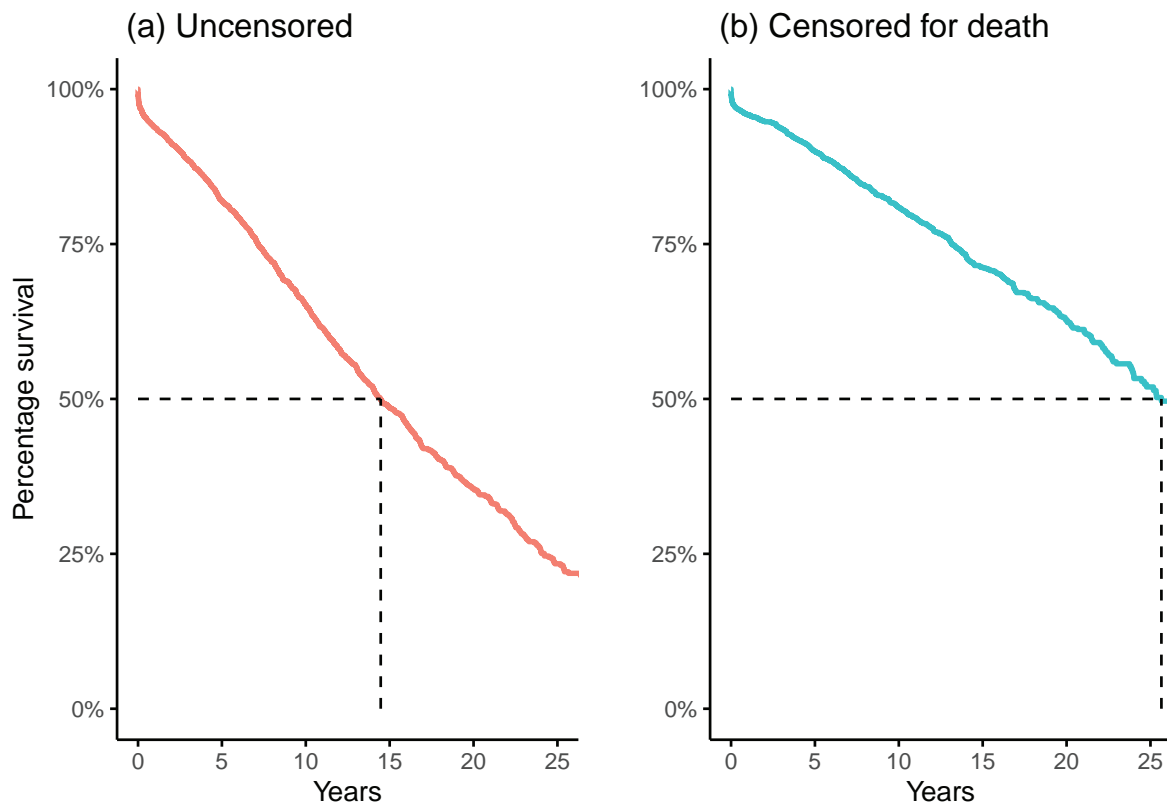 (a) Uncensored
(b) Censored for death
Percentage survival
100%
75%
50%
25%
0%
0 5 10 15 20 25
Years
100%
75%
50%
25%
0%
0 5 10 15 20 25
Years